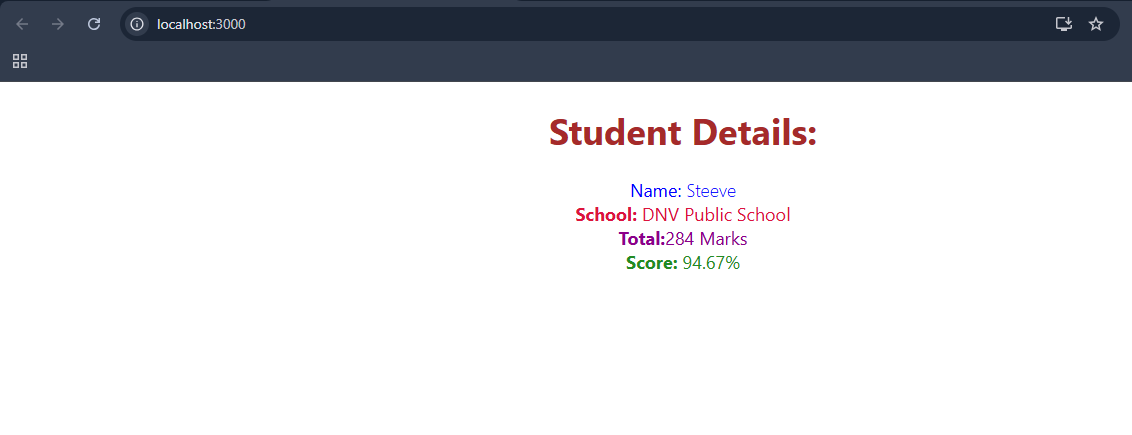 localhost:3000
Student Details:
Name: Steeve
School: DNV Public School
Total:284 Marks
Score: 94.67%